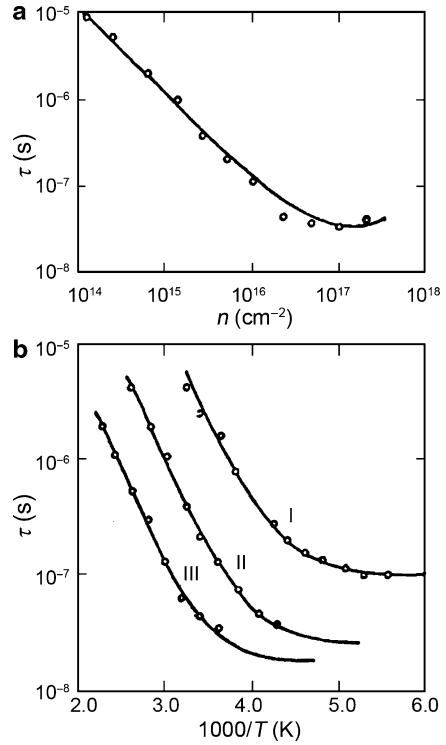 a
10⁻⁵
10⁻⁶
10⁻⁷
10⁻⁸
τ (s)
10¹⁴ 10¹⁵ 10¹⁶ 10¹⁷ 10¹⁸
n (cm⁻²)
b
10⁻⁵
10⁻⁶
10⁻⁷
10⁻⁸
τ (s)
I
II
III
2.0 3.0 4.0 5.0 6.0
1000/T (K)